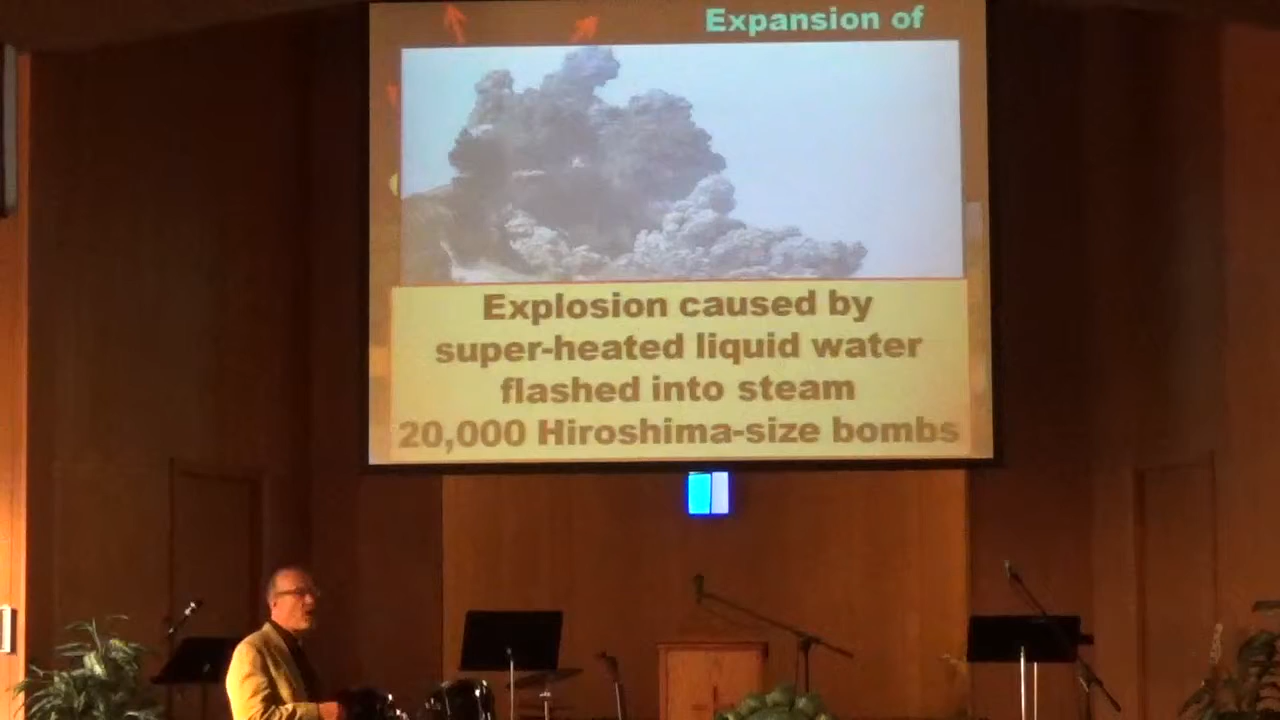 Expansion of
Explosion caused by
super-heated liquid water
flashed into steam
20,000 Hiroshima-size bombs